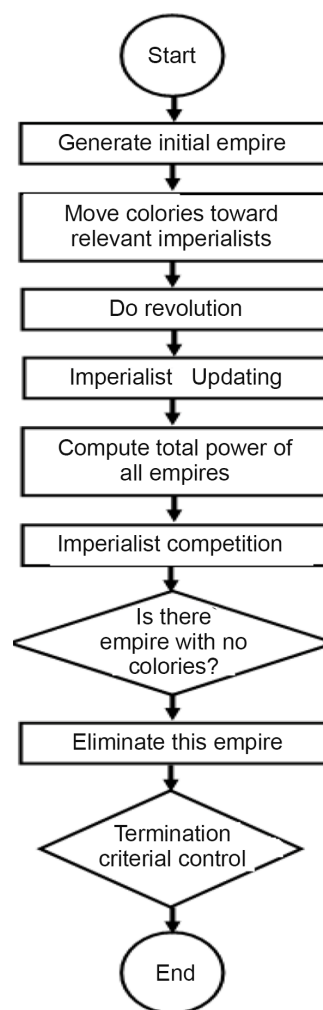 Start
Generate initial empire
Move colories toward
relevant imperialists
Do revolution
Imperialist Updating
Compute total power of
all empires
Imperialist competition
Is there
empire with no
colories?
Eliminate this empire
Termination
criterial control
End